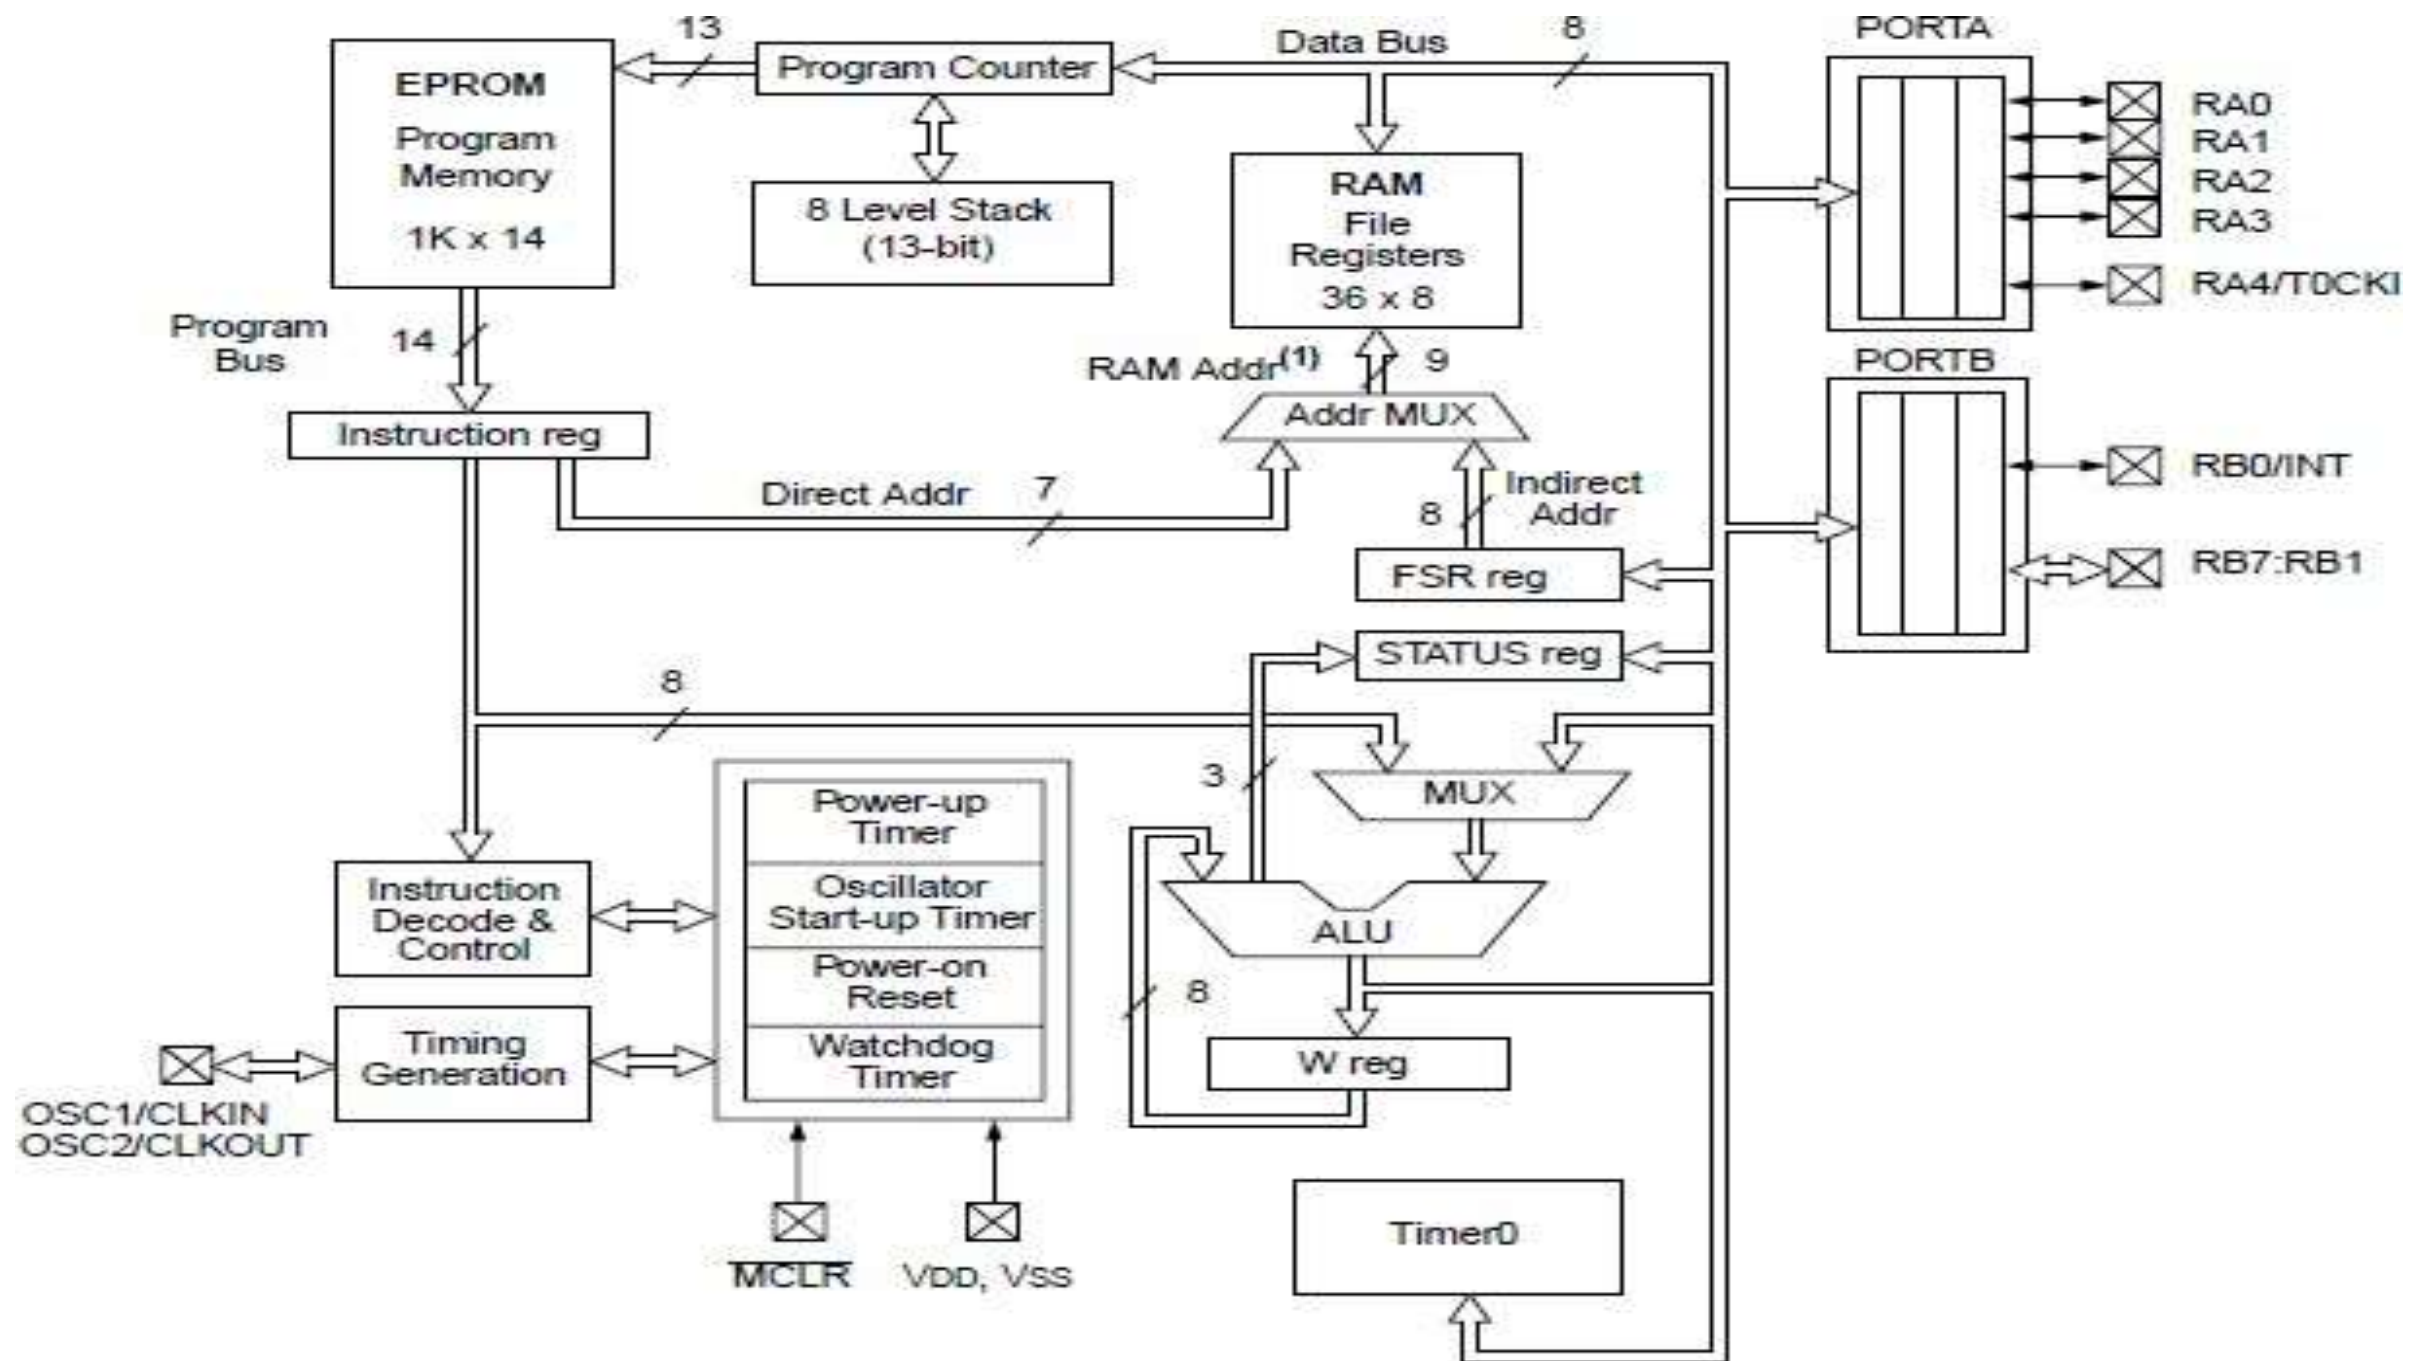 13
Data Bus
8
PORTA
EPROM
Program
Memory
1K x 14
Program Counter
8 Level Stack
(13-bit)
RAM
File
Registers
36 x 8
RA0
RA1
RA2
RA3
RA4/T0CKI
Program
Bus
14
RAM Addr(1)
9
PORTB
Addr MUX
Instruction reg
Direct Addr
7
8
Indirect
Addr
RB0/INT
RB7:RB1
FSR reg
STATUS reg
8
3
MUX
Power-up
Timer
Oscillator
Start-up Timer
Power-on
Reset
Watchdog
Timer
Instruction
Decode &
Control
ALU
8
Timing
Generation
W reg
OSC1/CLKIN
OSC2/CLKOUT
MCLR
VDD, VSS
Timer0